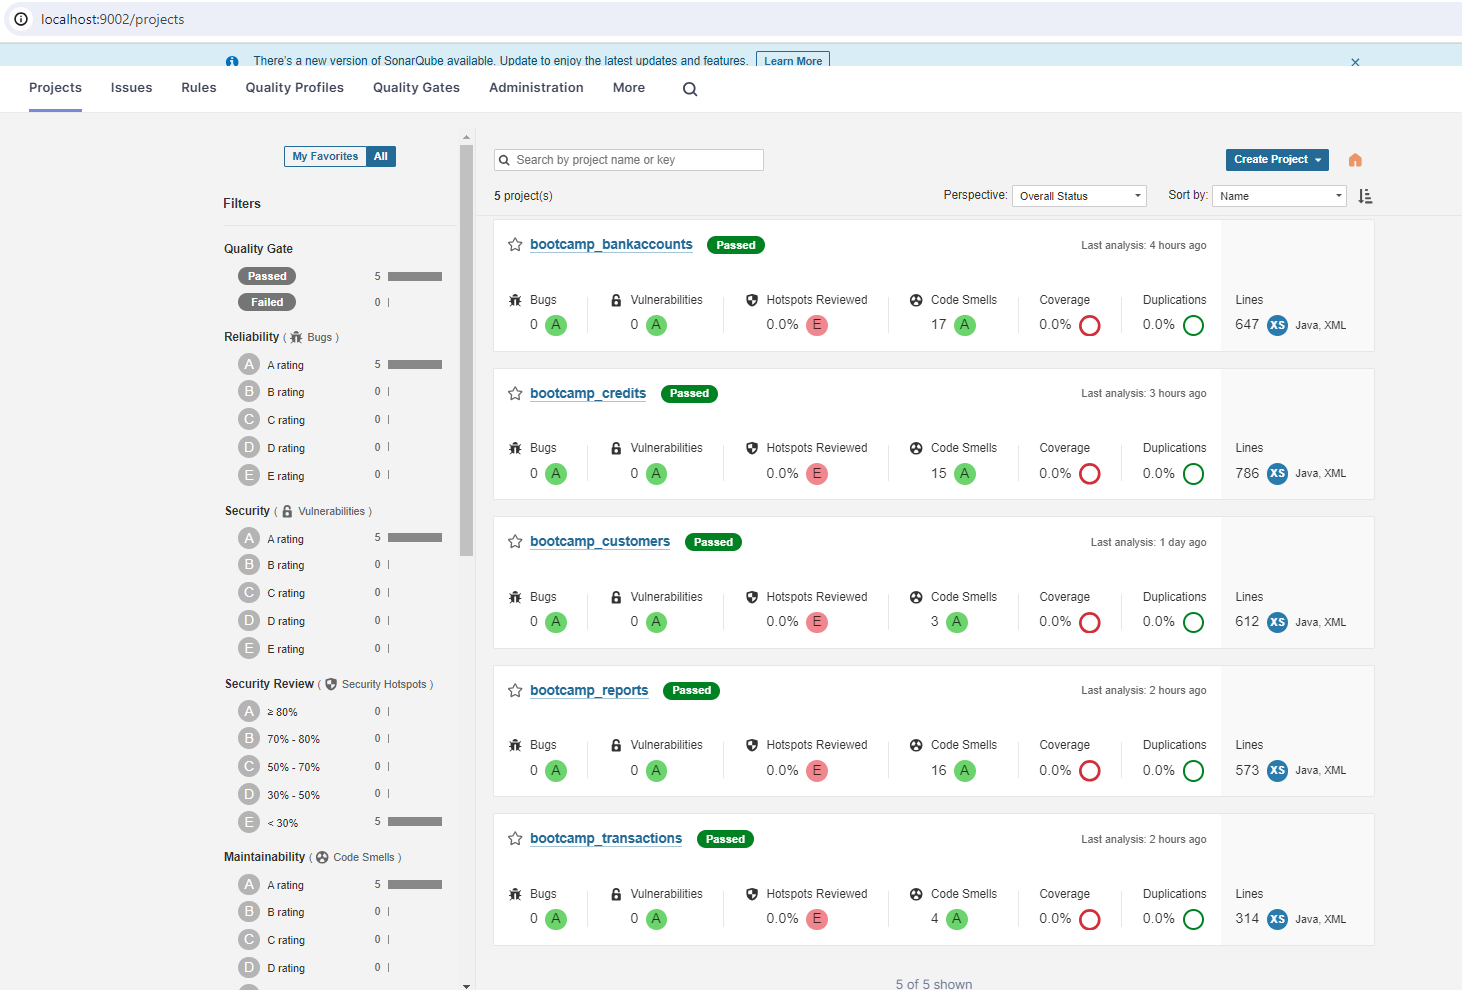 localhost:9002/projects
There's a new version of SonarQube available. Update to enjoy the latest updates and features. Learn More
Projects Issues Rules Quality Profiles Quality Gates Administration More
My Favorites All
Filters
Quality Gate
Passed 5
Failed 0
Reliability ( Bugs )
A A rating 5
B B rating 0
C C rating 0
D D rating 0
E E rating 0
Security ( Vulnerabilities )
A A rating 5
B B rating 0
C C rating 0
D D rating 0
E E rating 0
Security Review ( Security Hotspots )
A ≥ 80% 0
B 70% - 80% 0
C 50% - 70% 0
D 30% - 50% 0
E < 30% 5
Maintainability ( Code Smells )
A A rating 5
B B rating 0
C C rating 0
D D rating 0
Search by project name or key
Create Project
5 project(s)
Perspective: Overall Status Sort by: Name
bootcamp_bankaccounts Passed Last analysis: 4 hours ago
Bugs Vulnerabilities Hotspots Reviewed Code Smells Coverage Duplications Lines
0 A 0 A 0.0% E 17 A 0.0% 0.0% 647 XS Java, XML
bootcamp_credits Passed Last analysis: 3 hours ago
Bugs Vulnerabilities Hotspots Reviewed Code Smells Coverage Duplications Lines
0 A 0 A 0.0% E 15 A 0.0% 0.0% 786 XS Java, XML
bootcamp_customers Passed Last analysis: 1 day ago
Bugs Vulnerabilities Hotspots Reviewed Code Smells Coverage Duplications Lines
0 A 0 A 0.0% E 3 A 0.0% 0.0% 612 XS Java, XML
bootcamp_reports Passed Last analysis: 2 hours ago
Bugs Vulnerabilities Hotspots Reviewed Code Smells Coverage Duplications Lines
0 A 0 A 0.0% E 16 A 0.0% 0.0% 573 XS Java, XML
bootcamp_transactions Passed Last analysis: 2 hours ago
Bugs Vulnerabilities Hotspots Reviewed Code Smells Coverage Duplications Lines
0 A 0 A 0.0% E 4 A 0.0% 0.0% 314 XS Java, XML
5 of 5 shown